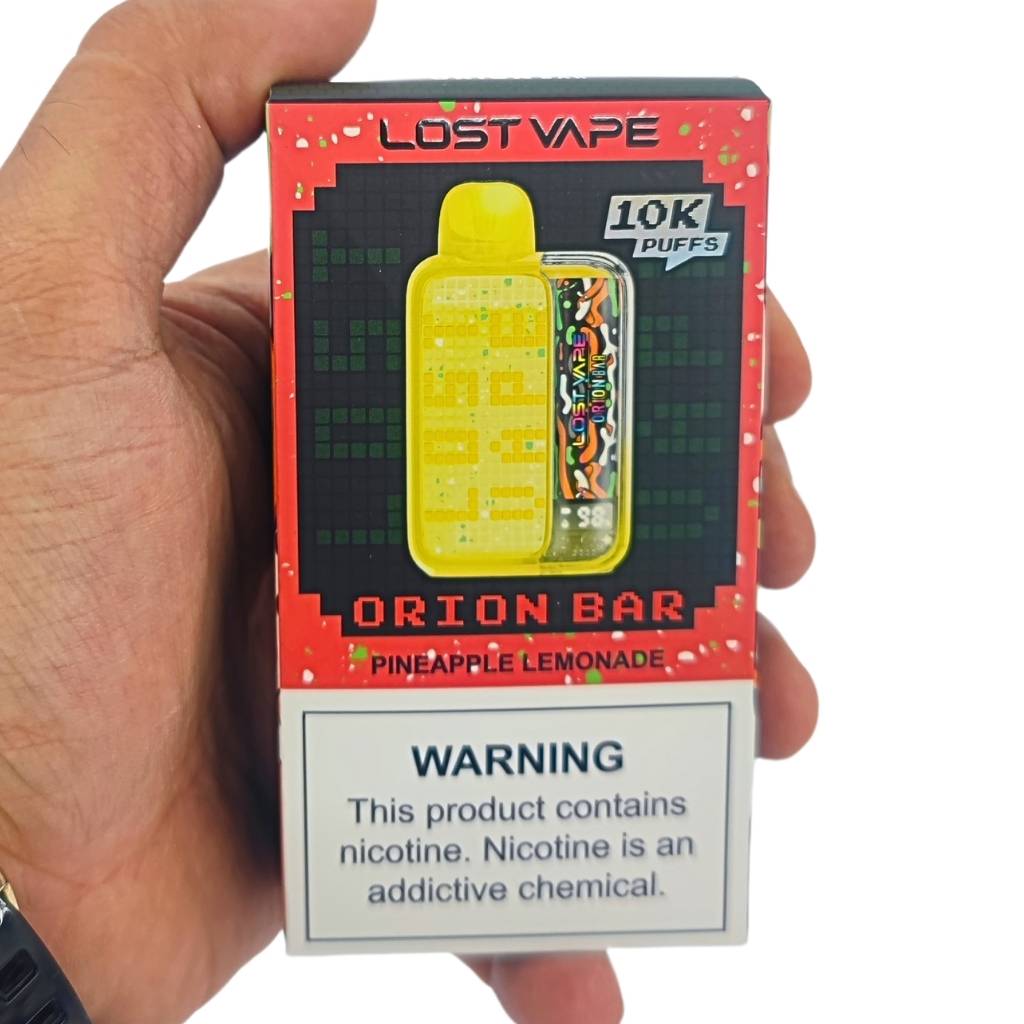 LOST VAPE
10K
PUFFS
LOST VAPE
ORION BAR
98
ORION BAR
PINEAPPLE LEMONADE
WARNING
This product contains
nicotine. Nicotine is an
addictive chemical.